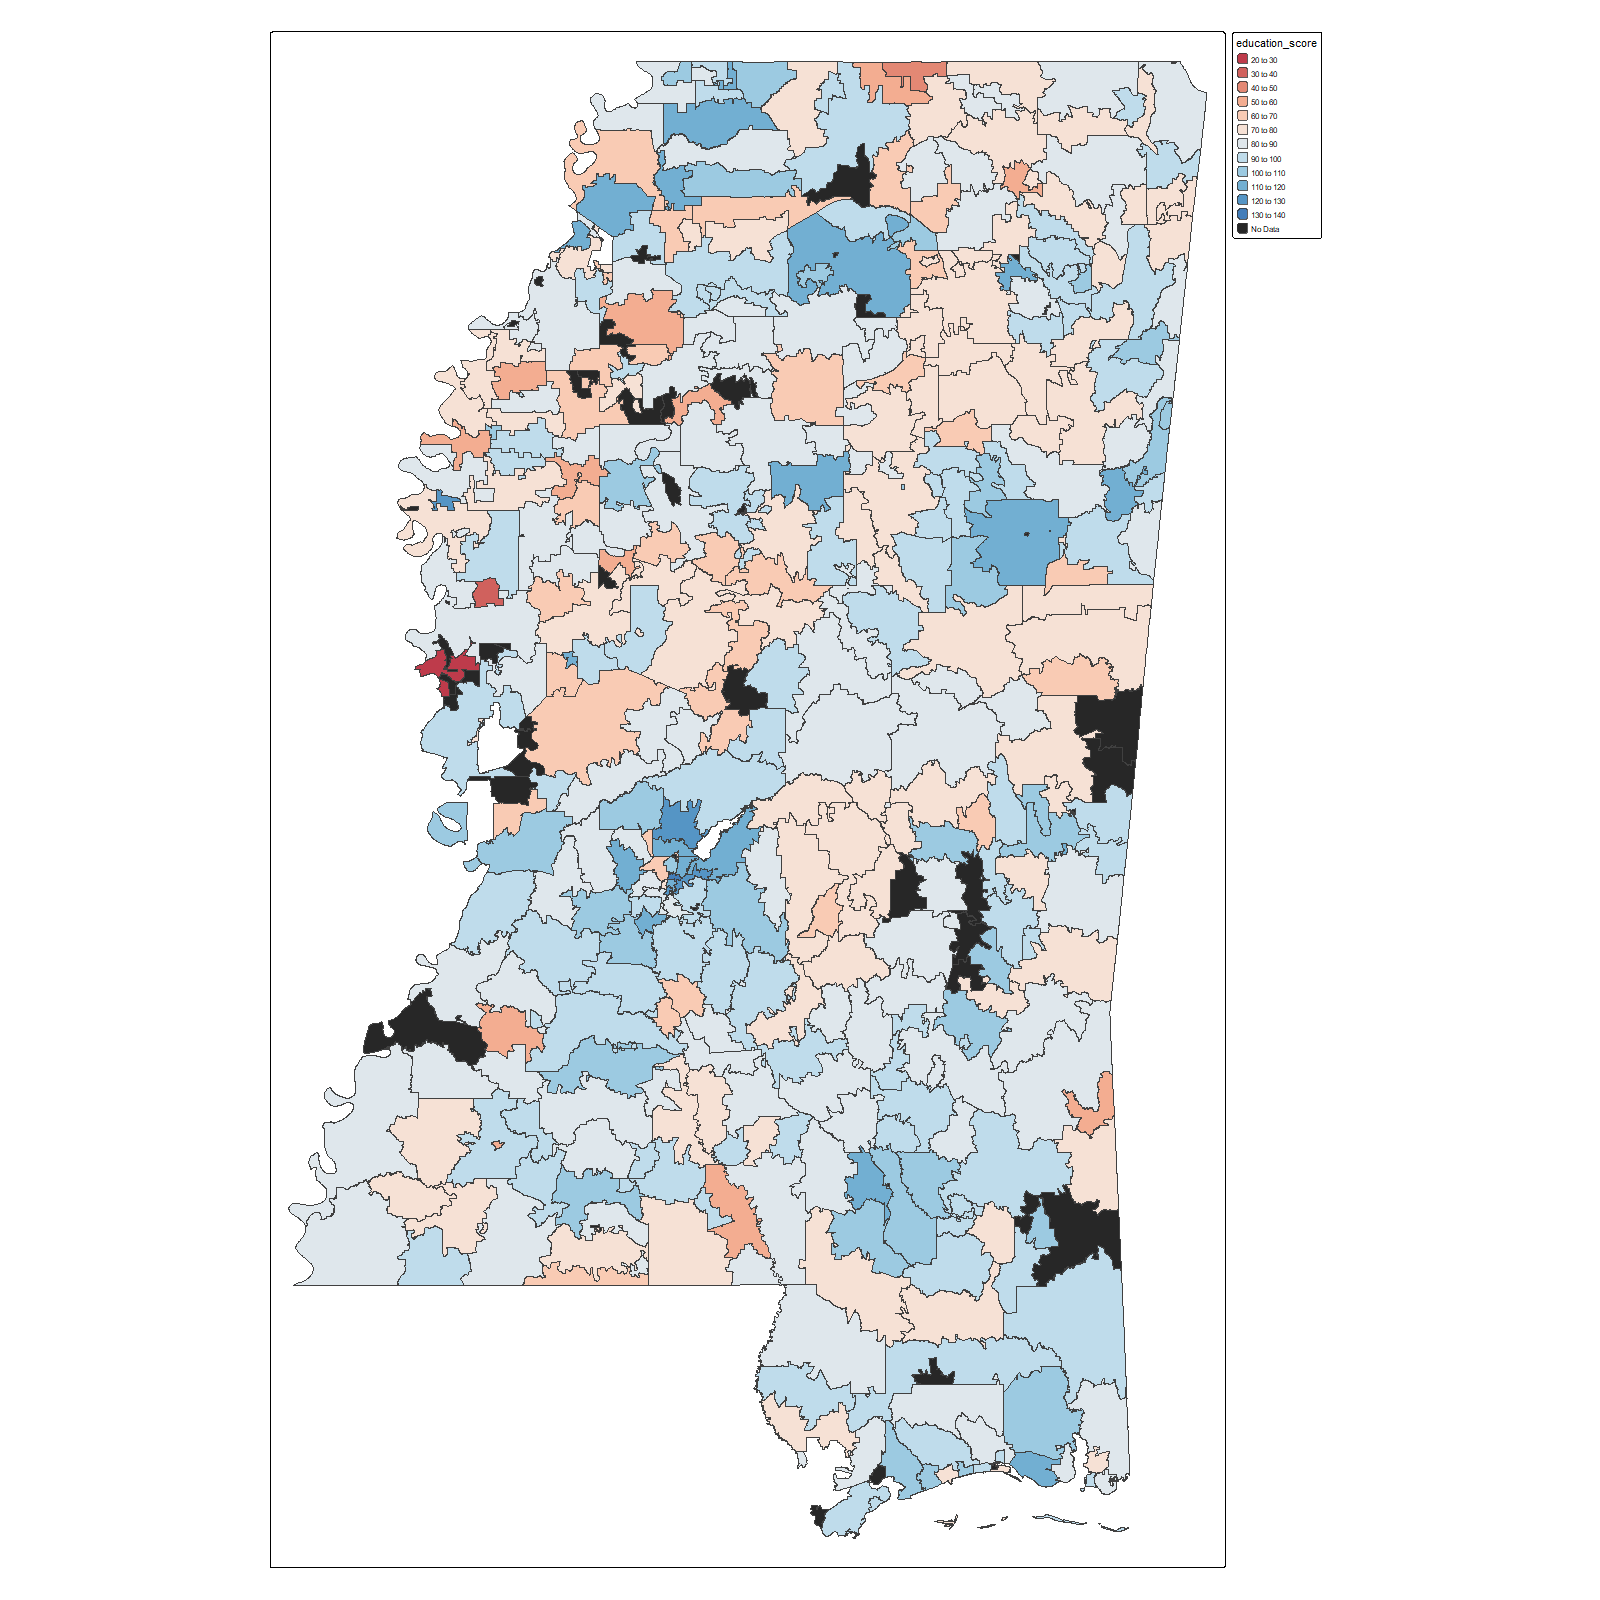 education_score
20 to 30
30 to 40
40 to 50
50 to 60
60 to 70
70 to 80
80 to 90
90 to 100
100 to 110
110 to 120
120 to 130
130 to 140
No Data